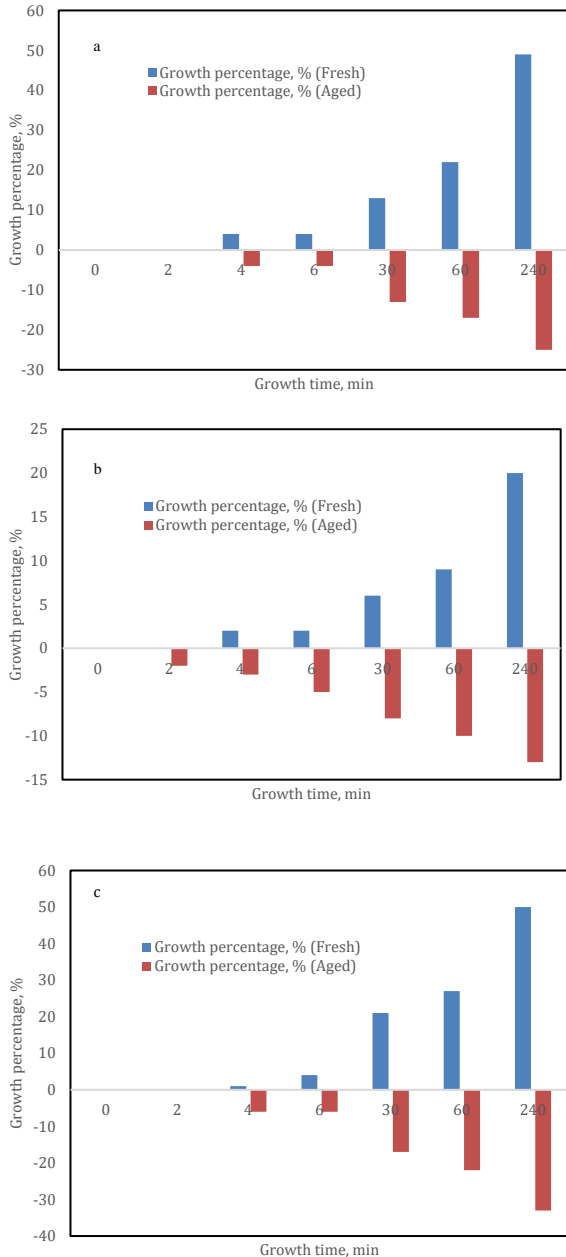 60
a
50
Growth percentage, % (Fresh)
Growth percentage, % (Aged)
40
30
20
10
0
0 2 4 6 30 60 240
-10
-20
-30
Growth percentage, %
Growth time, min
25
b
20
Growth percentage, % (Fresh)
Growth percentage, % (Aged)
15
10
5
0
0 2 4 6 30 60 240
-5
-10
-15
Growth percentage, %
Growth time, min
60
c
50
Growth percentage, % (Fresh)
Growth percentage, % (Aged)
40
30
20
10
0
0 2 4 6 30 60 240
-10
-20
-30
-40
Growth percentage, %
Growth time, min